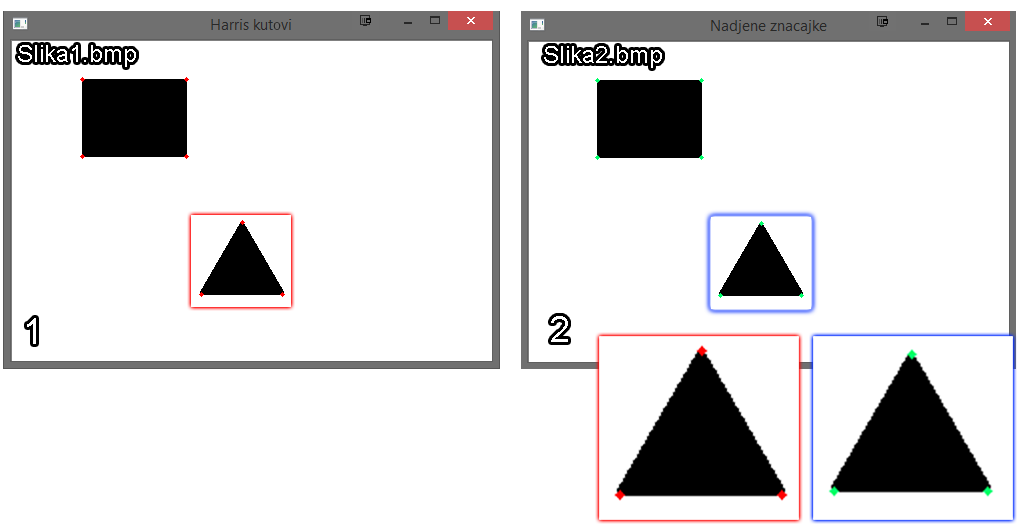 Harris kutovi
Slika1.bmp
1
Nadjene znacajke
Slika2.bmp
2